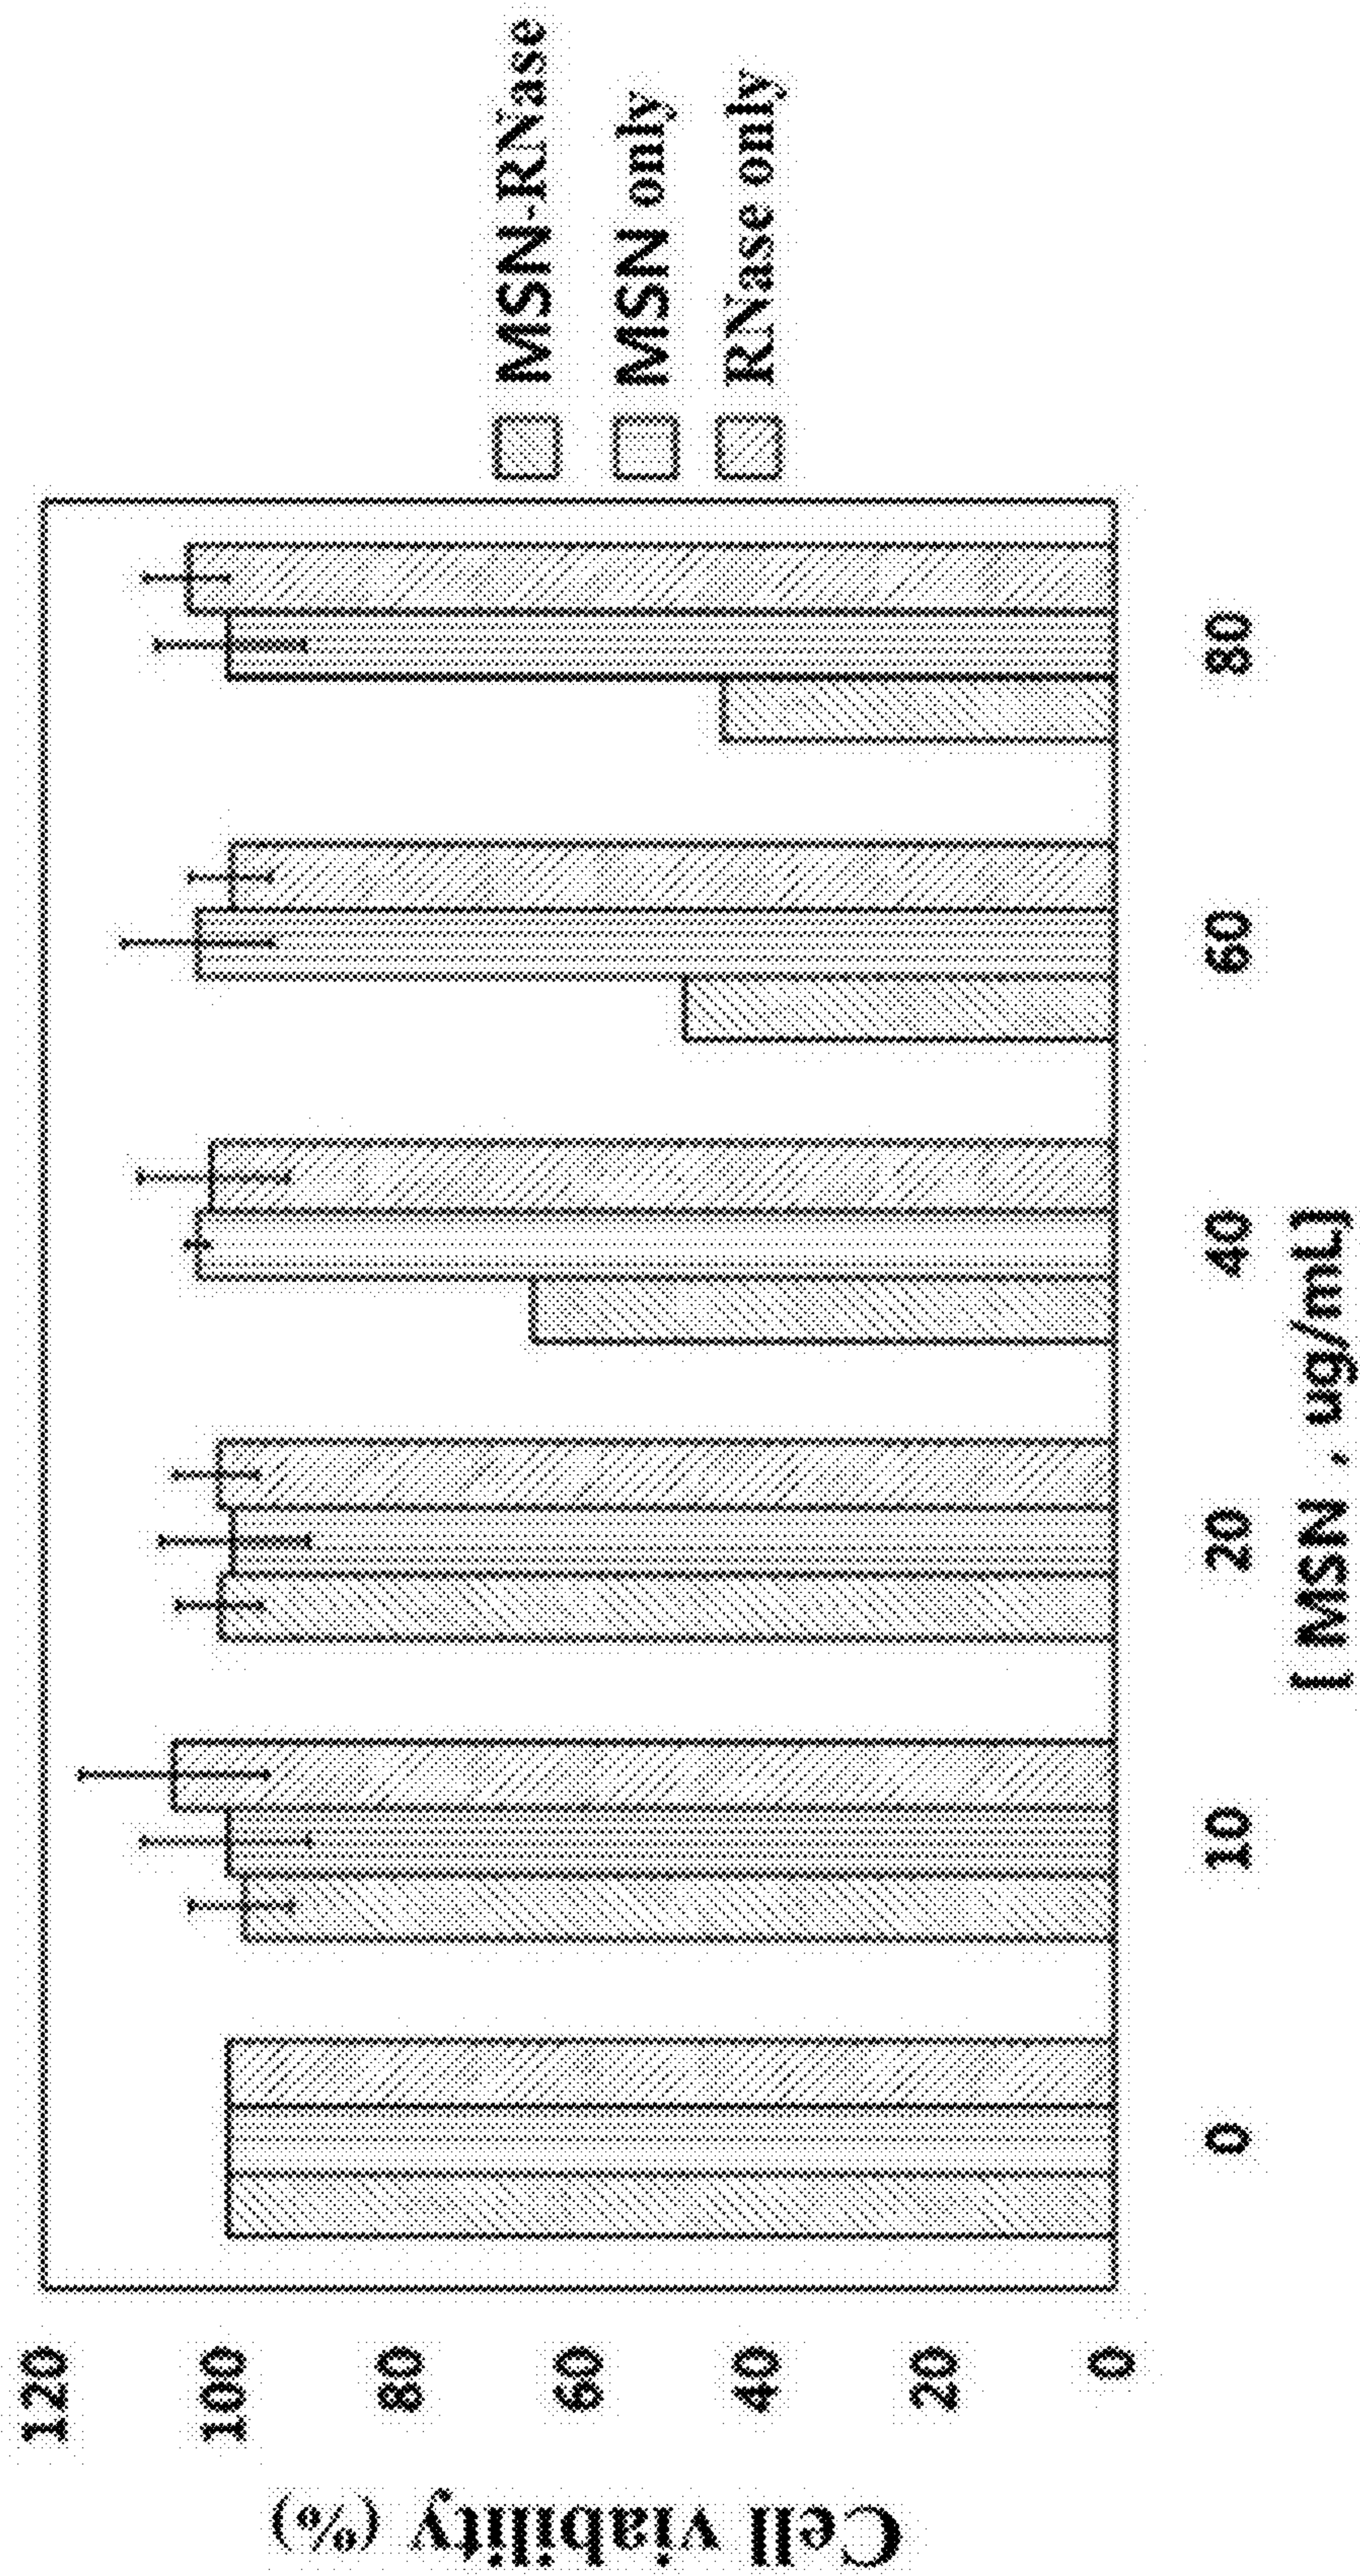 Cell viability (%)
120
100
80
60
40
20
0
0 10 20 40 60 80
[ MSN , ug/mL]
MSN-RNase
MSN only
RNase only